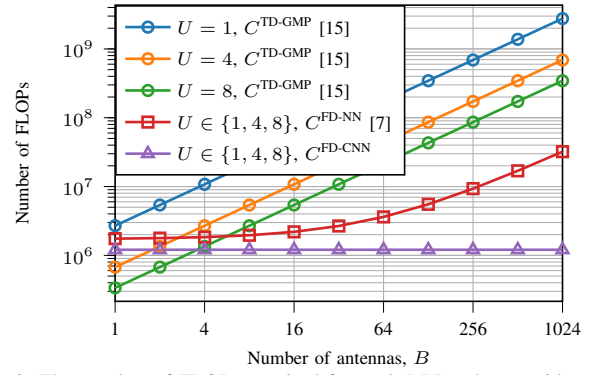 U = 1, C^TD-GMP [15]
U = 4, C^TD-GMP [15]
U = 8, C^TD-GMP [15]
U ∈ {1, 4, 8}, C^FD-NN [7]
U ∈ {1, 4, 8}, C^FD-CNN
Number of FLOPs
10^9
10^8
10^7
10^6
1 4 16 64 256 1024
Number of antennas, B